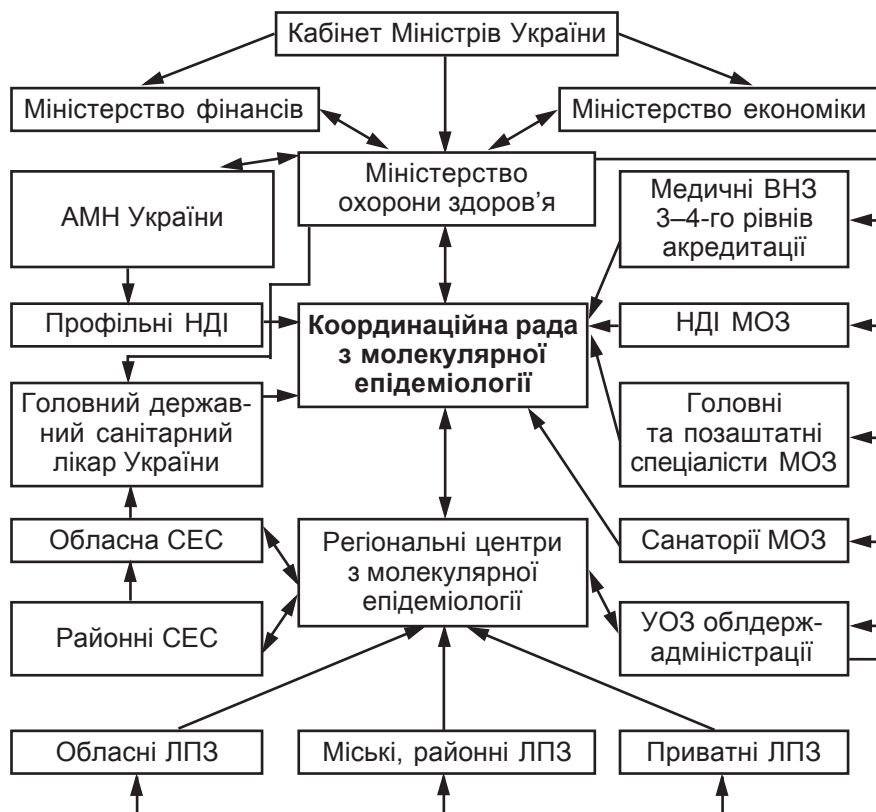 Кабінет Міністрів України
Міністерство фінансів
Міністерство економіки
Міністерство
охорони здоров’я
АМН України
Медичні ВНЗ
3–4-го рівнів
акредитації
Профільні НДІ
Координаційна рада
з молекулярної
епідеміології
НДІ МОЗ
Головний держав-
ний санітарний
лікар України
Головні
та позаштатні
спеціалісти МОЗ
Обласна СЕС
Регіональні центри
з молекулярної
епідеміології
Санаторії МОЗ
Районні СЕС
УОЗ облдерж-
адміністрації
Обласні ЛПЗ
Міські, районні ЛПЗ
Приватні ЛПЗ